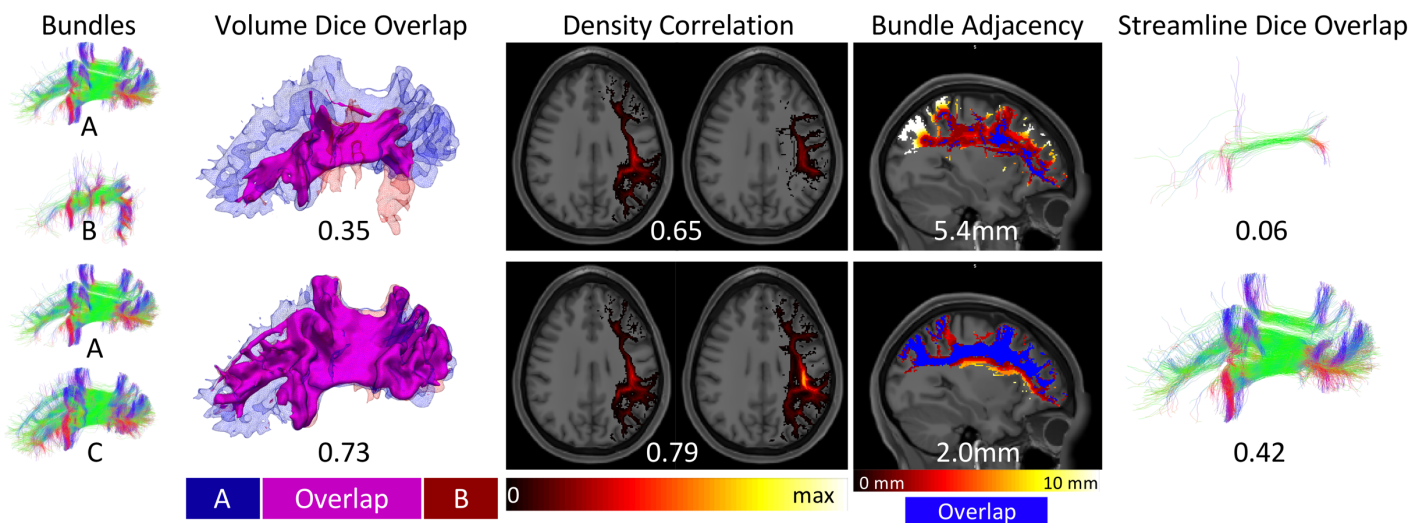 Bundles
Volume Dice Overlap
Density Correlation
Bundle Adjacency
Streamline Dice Overlap
A
B
0.35
0.65
5.4mm
0.06
A
C
0.73
0.79
2.0mm
0.42
A
Overlap
B
0
max
0 mm
10 mm
Overlap